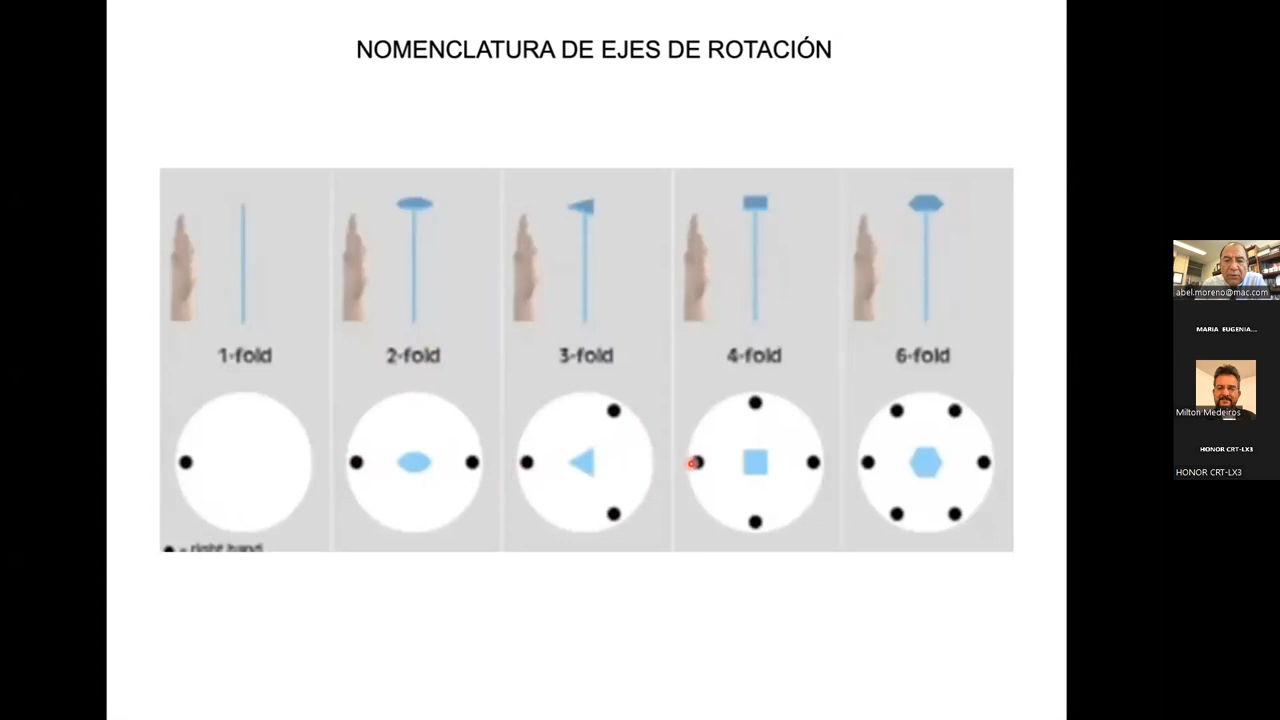 NOMENCLATURA DE EJES DE ROTACIÓN
1-fold
2-fold
3-fold
4-fold
6-fold
= right hand
abel.moreno@mac.com
MARIA EUGENIA...
Milton Medeiros
HONOR CRT-LX3
HONOR CRT-LX3